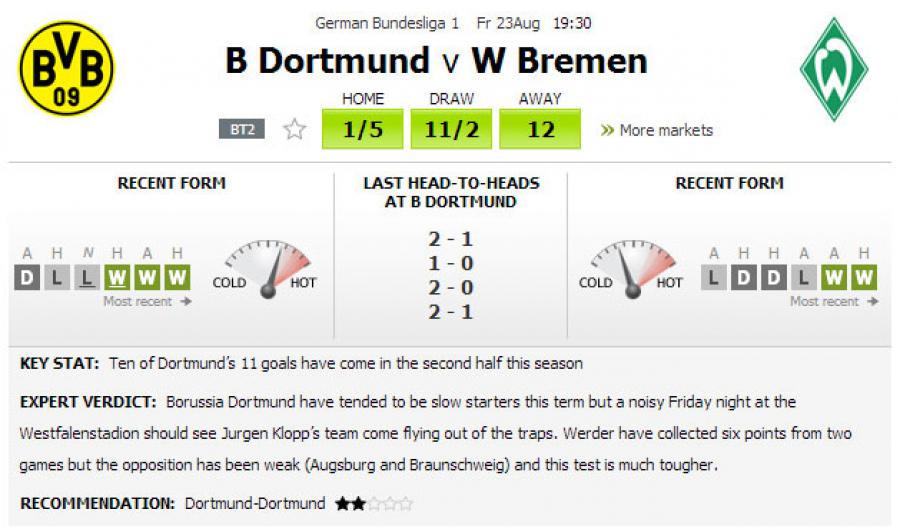 German Bundesliga 1 Fr 23Aug 19:30
B Dortmund v W Bremen
BVB
09
W
HOME DRAW AWAY
BT2 1/5 11/2 12 » More markets
RECENT FORM
A H N H A H
D L L W W W
Most recent →
COLD HOT
LAST HEAD-TO-HEADS
AT B DORTMUND
2 - 1
1 - 0
2 - 0
2 - 1
RECENT FORM
COLD HOT
A H H A A H
L D D L W W
Most recent →
KEY STAT: Ten of Dortmund's 11 goals have come in the second half this season
EXPERT VERDICT: Borussia Dortmund have tended to be slow starters this term but a noisy Friday night at the
Westfalenstadion should see Jurgen Klopp's team come flying out of the traps. Werder have collected six points from two
games but the opposition has been weak (Augsburg and Braunschweig) and this test is much tougher.
RECOMMENDATION: Dortmund-Dortmund ★★☆☆☆